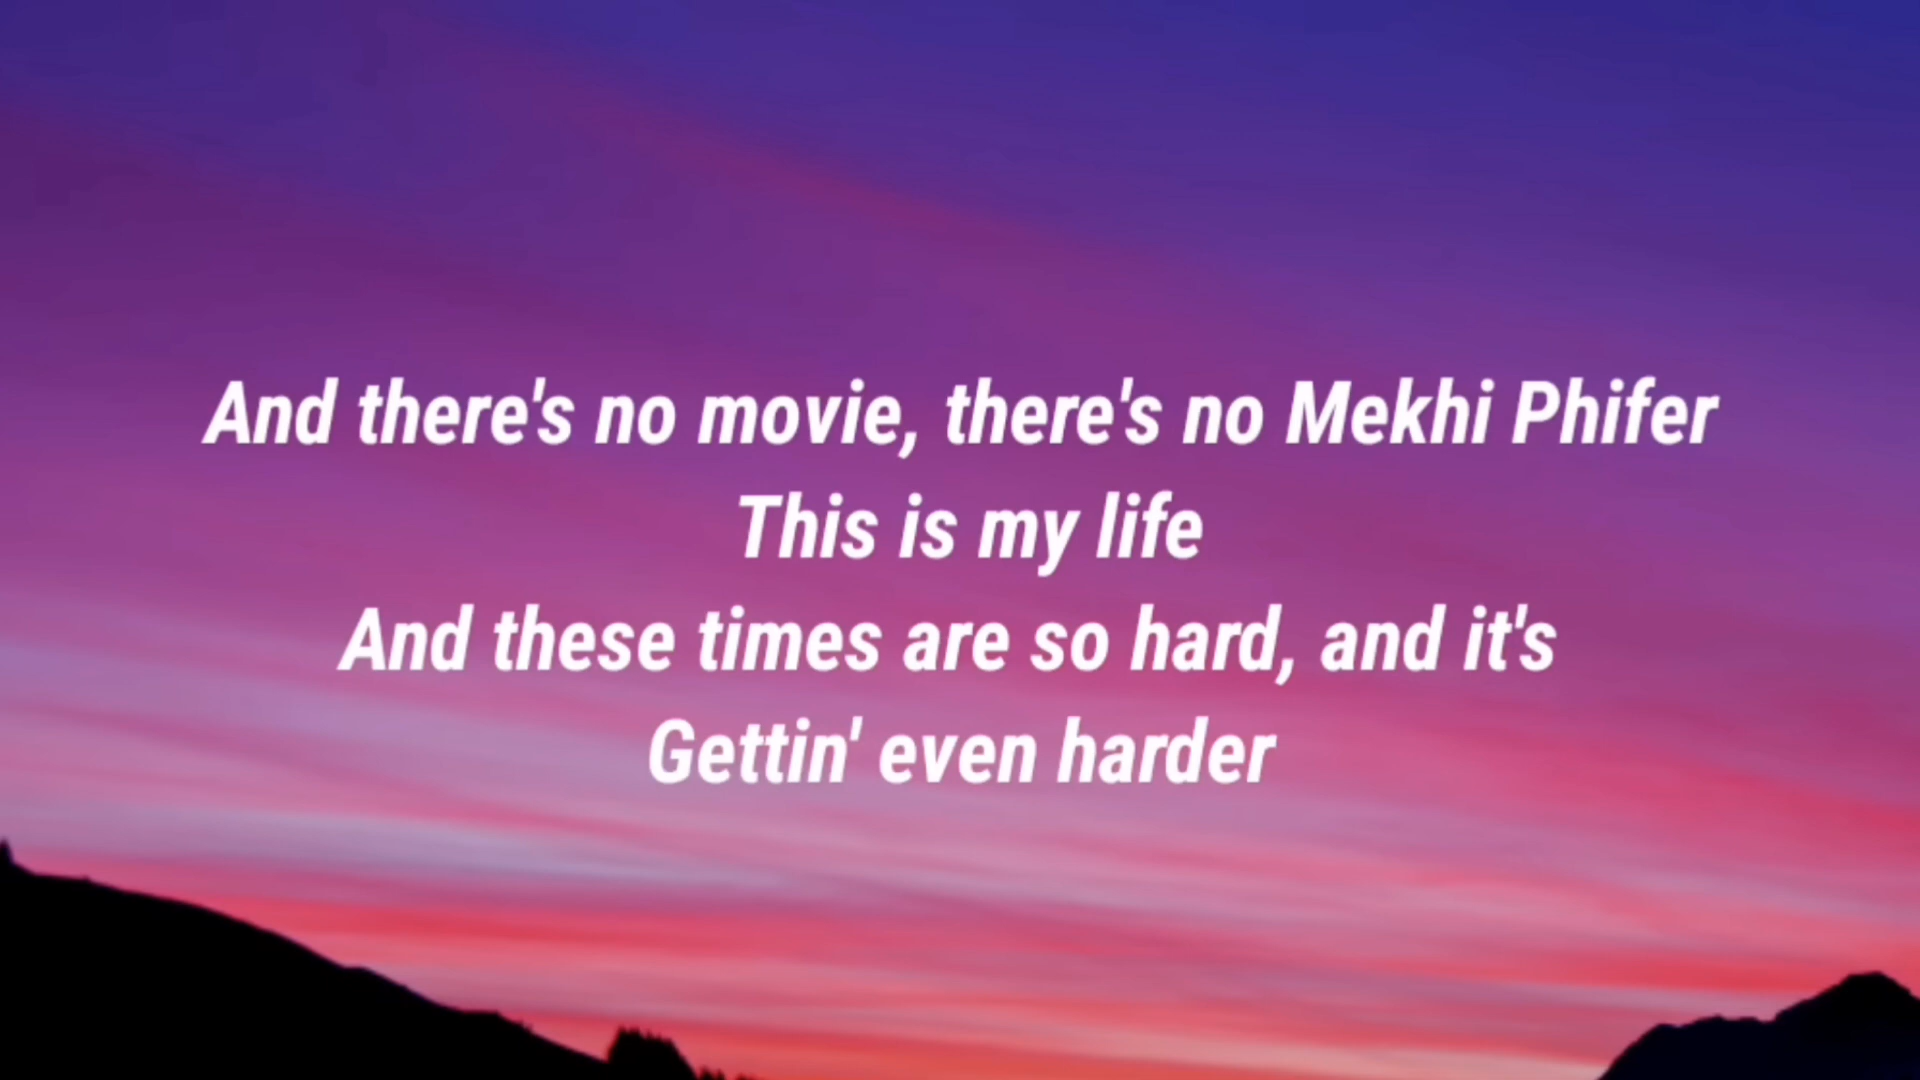 And there's no movie, there's no Mekhi Phifer
This is my life
And these times are so hard, and it's
Gettin' even harder